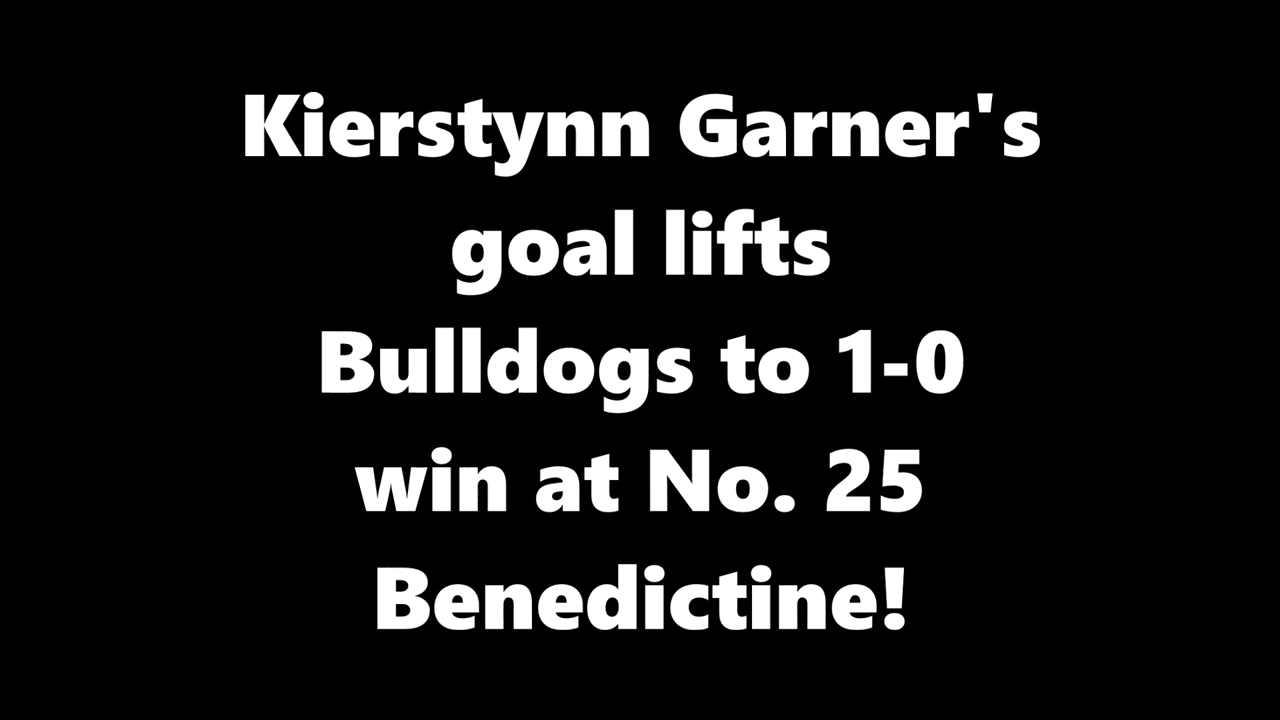 Kierstynn Garner's
goal lifts
Bulldogs to 1-0
win at No. 25
Benedictine!